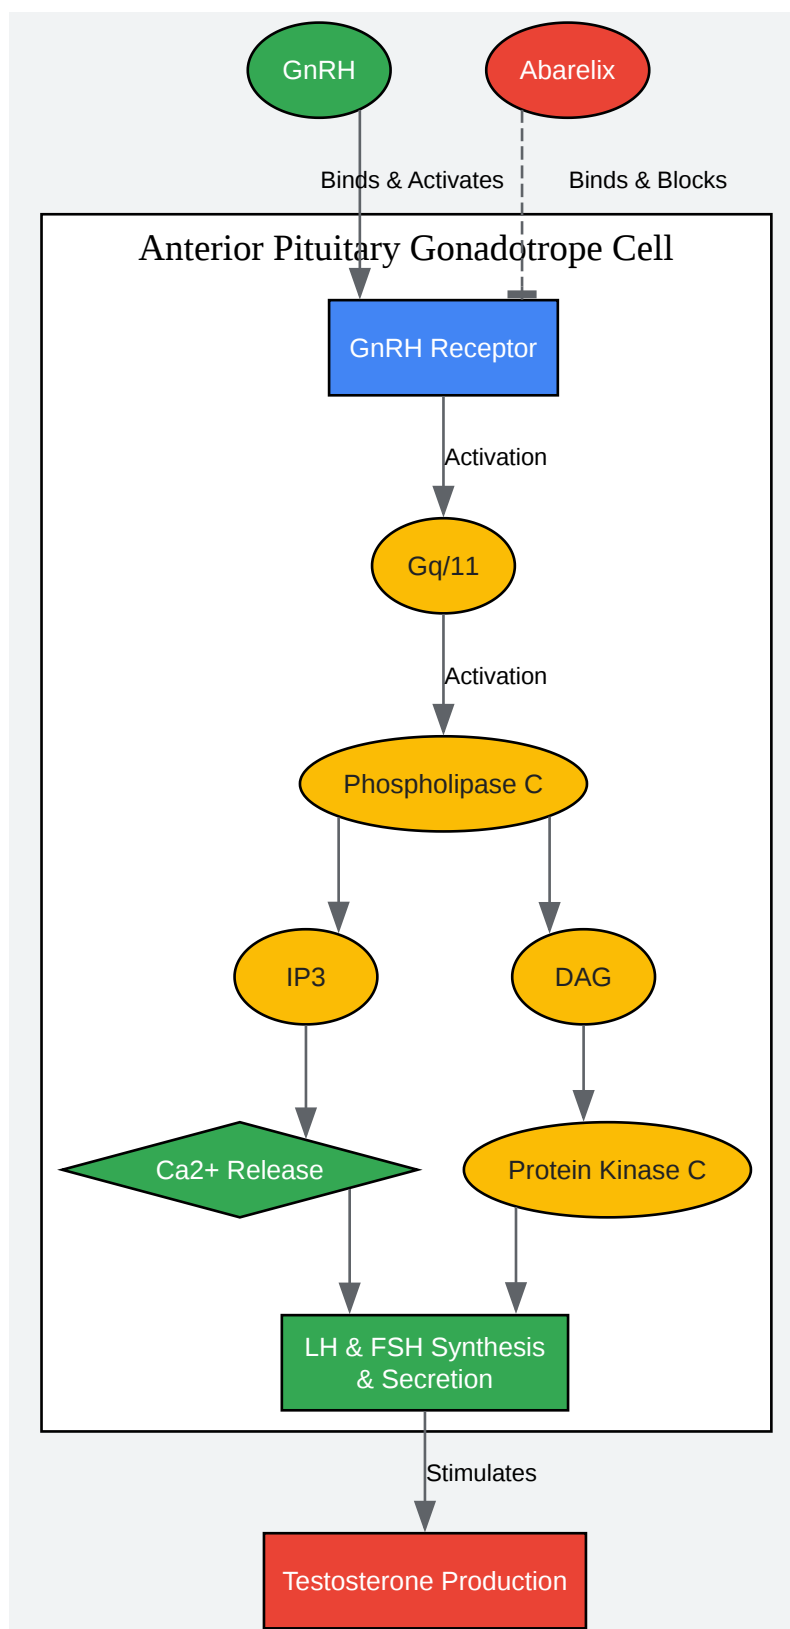 GnRH
Abarelix
Binds & Activates
Binds & Blocks
Anterior Pituitary Gonadotrope Cell
GnRH Receptor
Activation
Gq/11
Activation
Phospholipase C
IP3
DAG
Ca2+ Release
Protein Kinase C
LH & FSH Synthesis
& Secretion
Stimulates
Testosterone Production